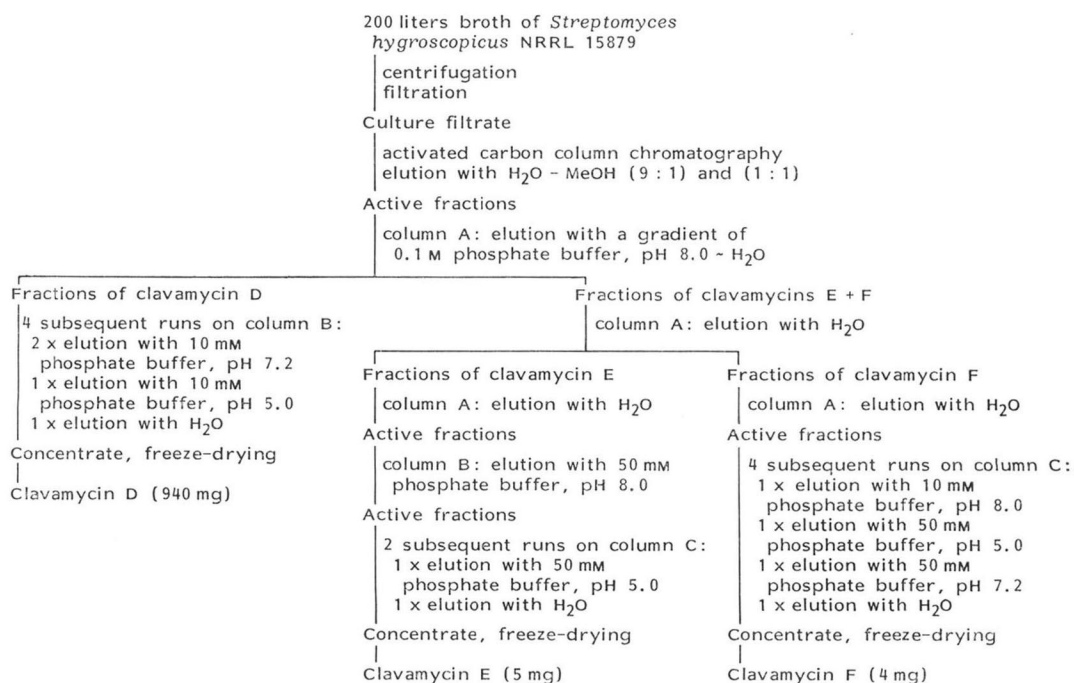 200 liters broth of Streptomyces
hygroscopicus NRRL 15879
centrifugation
filtration
Culture filtrate
activated carbon column chromatography
elution with H₂O - MeOH (9 : 1) and (1 : 1)
Active fractions
column A: elution with a gradient of
0.1 M phosphate buffer, pH 8.0 ~ H₂O
Fractions of clavamycin D
4 subsequent runs on column B:
2 x elution with 10 mM
phosphate buffer, pH 7.2
1 x elution with 10 mM
phosphate buffer, pH 5.0
1 x elution with H₂O
Concentrate, freeze-drying
Clavamycin D (940 mg)
Fractions of clavamycins E + F
column A: elution with H₂O
Fractions of clavamycin E
column A: elution with H₂O
Active fractions
column B: elution with 50 mM
phosphate buffer, pH 8.0
Active fractions
2 subsequent runs on column C:
1 x elution with 50 mM
phosphate buffer, pH 5.0
1 x elution with H₂O
Concentrate, freeze-drying
Clavamycin E (5 mg)
Fractions of clavamycin F
column A: elution with H₂O
Active fractions
4 subsequent runs on column C:
1 x elution with 10 mM
phosphate buffer, pH 8.0
1 x elution with 50 mM
phosphate buffer, pH 5.0
1 x elution with 50 mM
phosphate buffer, pH 7.2
1 x elution with H₂O
Concentrate, freeze-drying
Clavamycin F (4 mg)